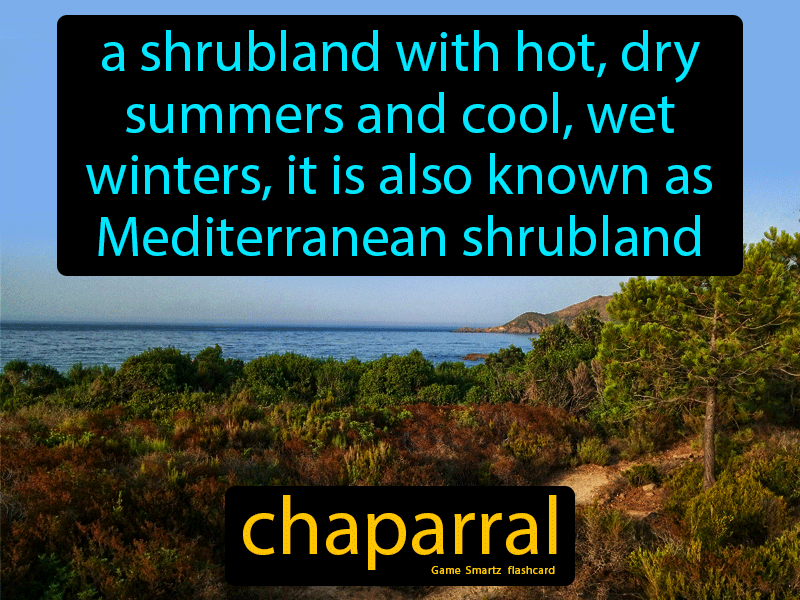 a shrubland with hot, dry
summers and cool, wet
winters, it is also known as
Mediterranean shrubland
chaparral
Game Smartz flashcard